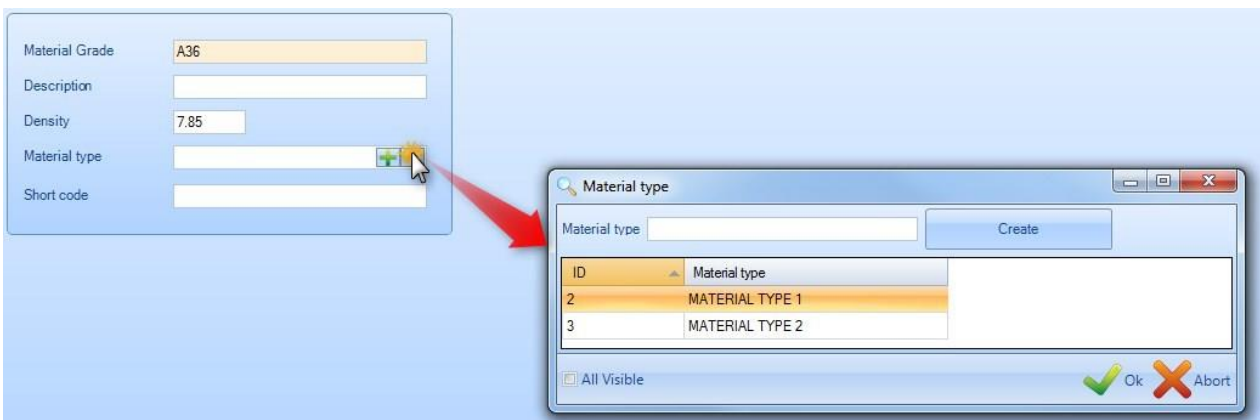 Material Grade A36
Description
Density 7.85
Material type
Short code
Material type
Material type Create
ID Material type
2 MATERIAL TYPE 1
3 MATERIAL TYPE 2
All Visible Ok Abort